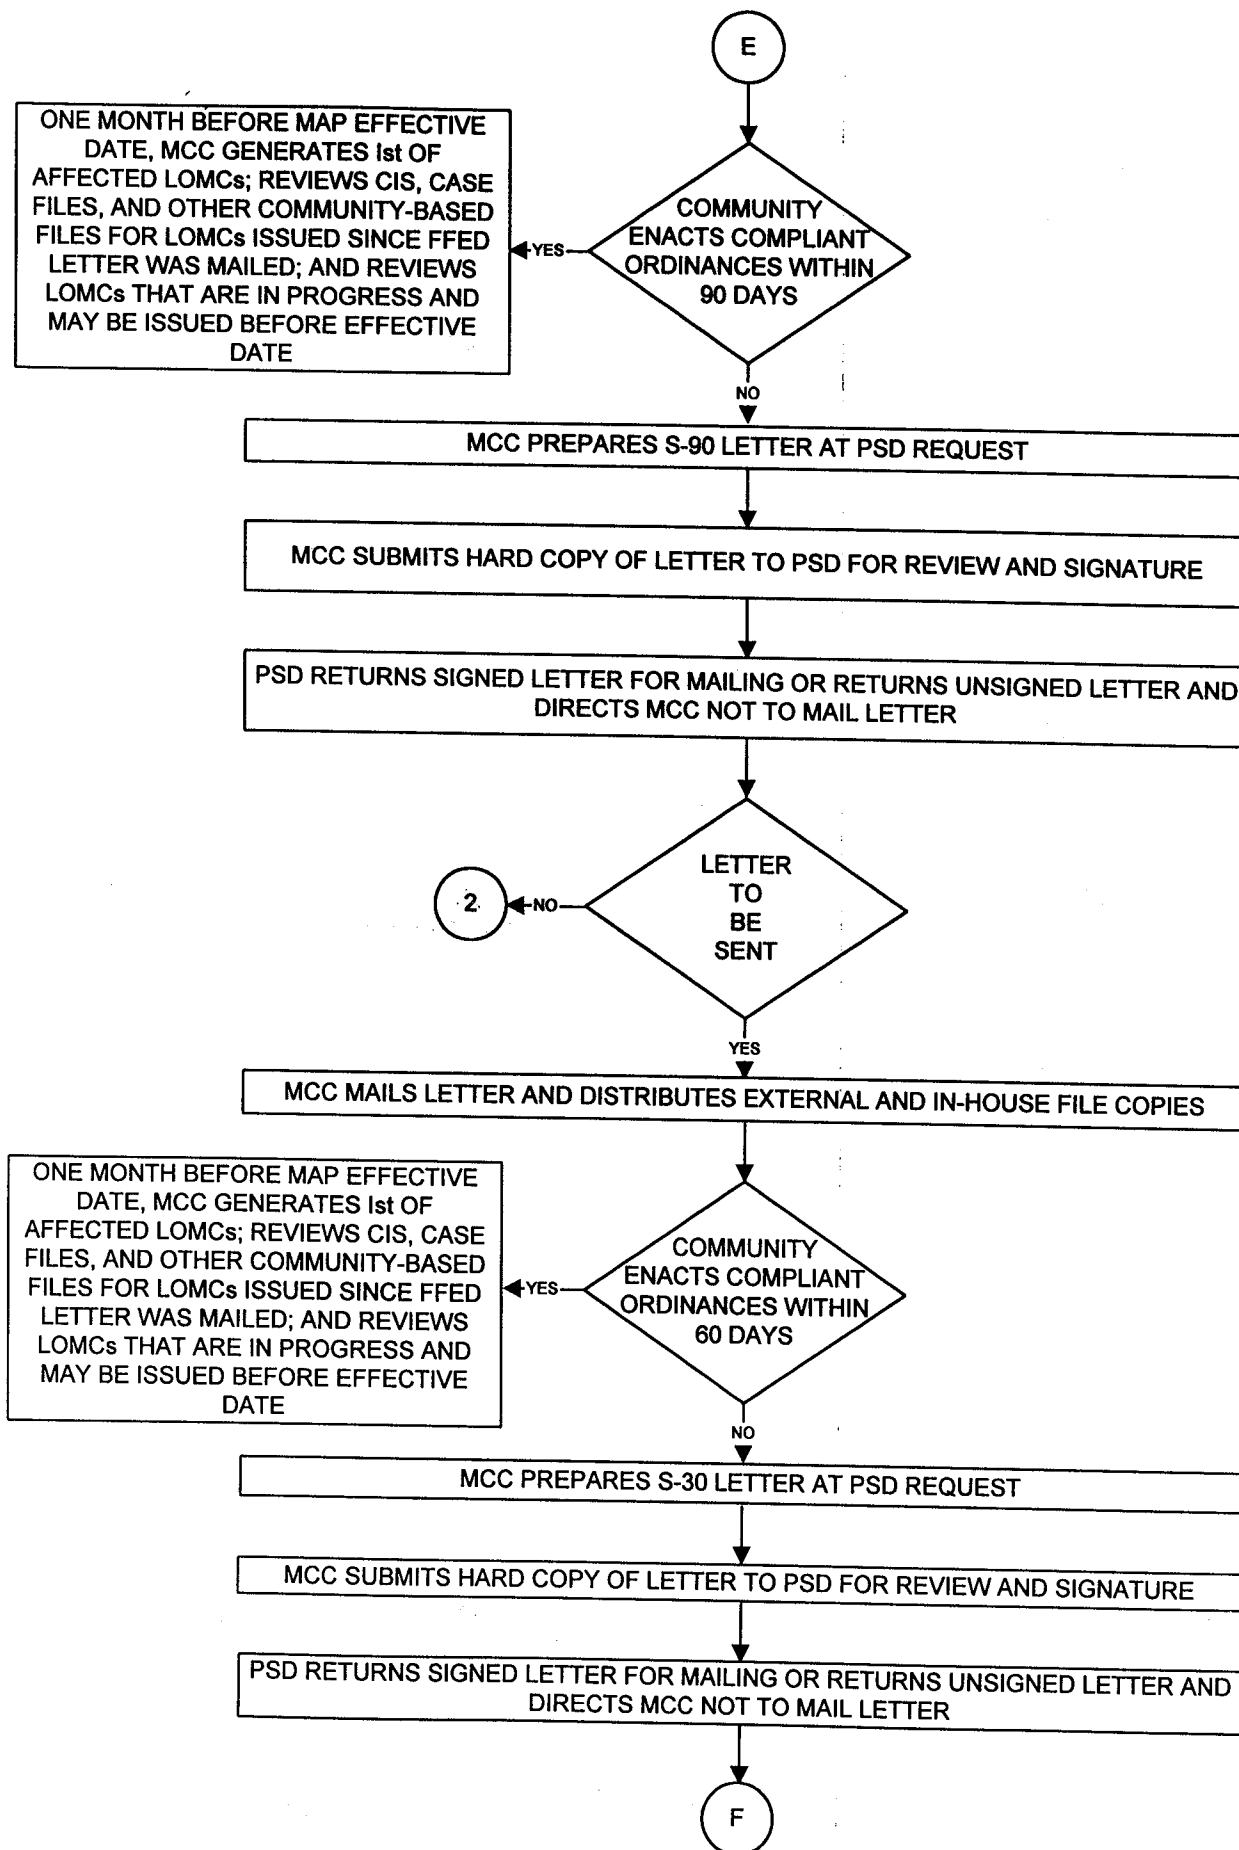 E
ONE MONTH BEFORE MAP EFFECTIVE
DATE, MCC GENERATES lst OF
AFFECTED LOMCs; REVIEWS CIS, CASE
FILES, AND OTHER COMMUNITY-BASED
FILES FOR LOMCs ISSUED SINCE FFED
LETTER WAS MAILED; AND REVIEWS
LOMCs THAT ARE IN PROGRESS AND
MAY BE ISSUED BEFORE EFFECTIVE
DATE
YES
COMMUNITY
ENACTS COMPLIANT
ORDINANCES WITHIN
90 DAYS
NO
MCC PREPARES S-90 LETTER AT PSD REQUEST
MCC SUBMITS HARD COPY OF LETTER TO PSD FOR REVIEW AND SIGNATURE
PSD RETURNS SIGNED LETTER FOR MAILING OR RETURNS UNSIGNED LETTER AND
DIRECTS MCC NOT TO MAIL LETTER
2
NO
LETTER
TO
BE
SENT
YES
MCC MAILS LETTER AND DISTRIBUTES EXTERNAL AND IN-HOUSE FILE COPIES
ONE MONTH BEFORE MAP EFFECTIVE
DATE, MCC GENERATES lst OF
AFFECTED LOMCs; REVIEWS CIS, CASE
FILES, AND OTHER COMMUNITY-BASED
FILES FOR LOMCs ISSUED SINCE FFED
LETTER WAS MAILED; AND REVIEWS
LOMCs THAT ARE IN PROGRESS AND
MAY BE ISSUED BEFORE EFFECTIVE
DATE
YES
COMMUNITY
ENACTS COMPLIANT
ORDINANCES WITHIN
60 DAYS
NO
MCC PREPARES S-30 LETTER AT PSD REQUEST
MCC SUBMITS HARD COPY OF LETTER TO PSD FOR REVIEW AND SIGNATURE
PSD RETURNS SIGNED LETTER FOR MAILING OR RETURNS UNSIGNED LETTER AND
DIRECTS MCC NOT TO MAIL LETTER
F